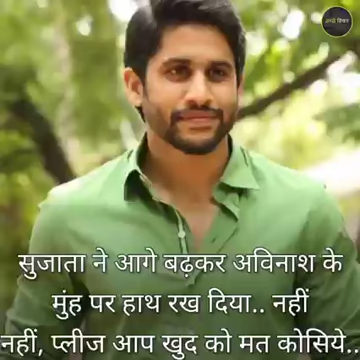 सुजाता ने आगे बढ़कर अविनाश के
मुंह पर हाथ रख दिया.. नहीं
नहीं, प्लीज आप खुद को मत कोसिये..